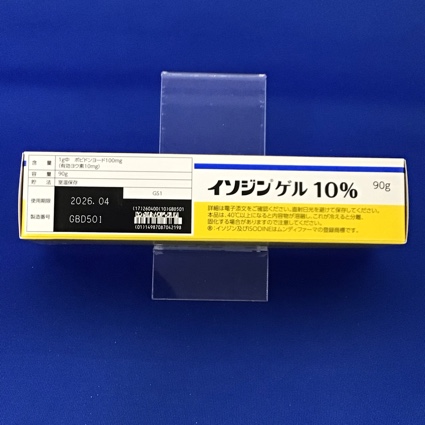 含 量 1g中 ポビドンヨード100mg
(有効ヨウ素10mg)
容 量 90g
貯 法 室温保存
使用期限 2026.04
製造番号 GBD501
GS1
(17)260400(10)GBD501
(01)14987087042198
イソジンゲル10% 90g
詳細は電子添文をご確認ください。直射日光を避けて保存してください。
本品は、40℃以上になると内容物が溶融し、これが冷えると分離、
固化する場合がありますので注意してください。
®:イソジン及びISODINEはムンディファーマの登録商標です。